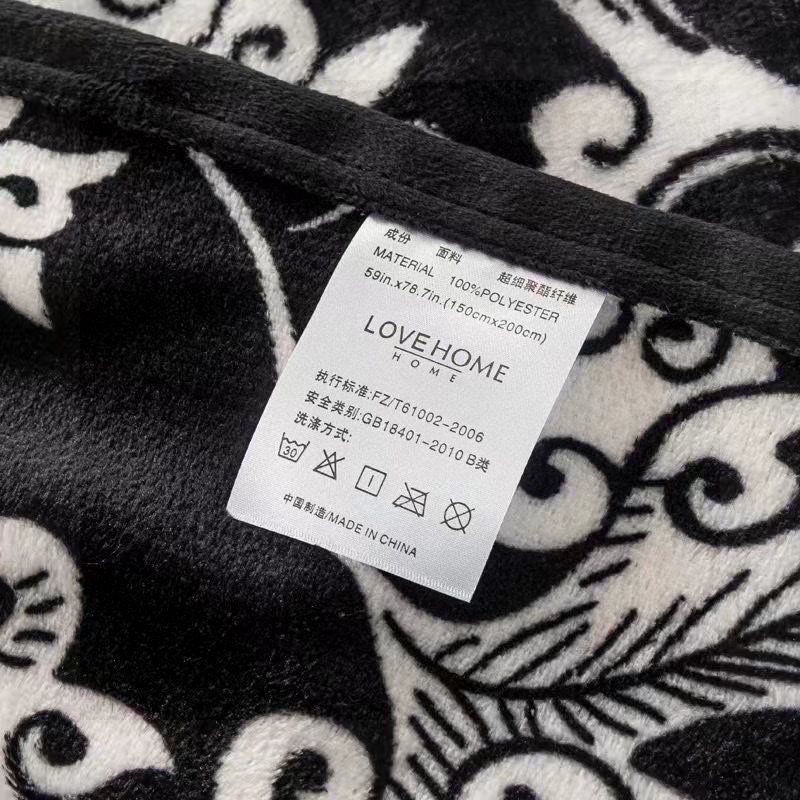 成份 面料 超细聚酯纤维
MATERIAL 100%POLYESTER
59in.x78.7in.(150cmx200cm)
LOVEHOME
HOME
执行标准:FZ/T61002-2006
安全类别:GB18401-2010 B类
洗涤方式:
30
中国制造/MADE IN CHINA